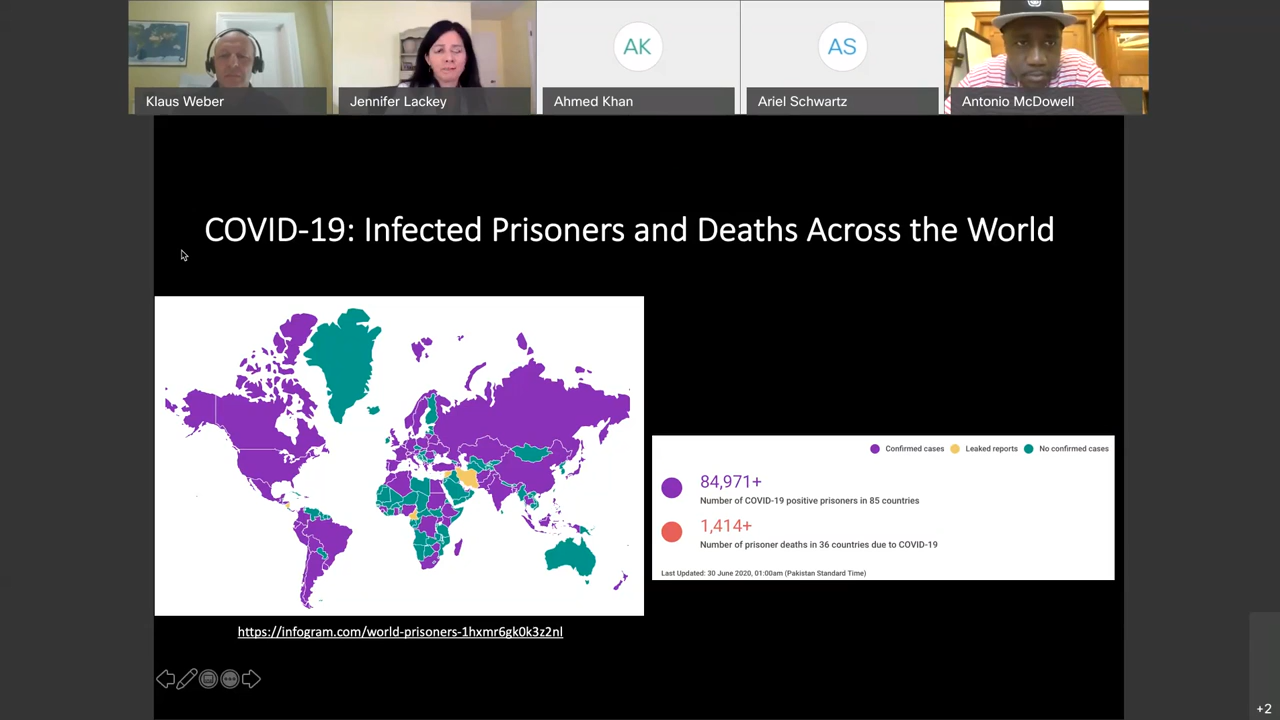 AK
AS
Klaus Weber
Jennifer Lackey
Ahmed Khan
Ariel Schwartz
Antonio McDowell
COVID-19: Infected Prisoners and Deaths Across the World
Confirmed cases
Leaked reports
No confirmed cases
84,971+
Number of COVID-19 positive prisoners in 85 countries
1,414+
Number of prisoner deaths in 36 countries due to COVID-19
Last Updated: 30 June 2020, 01:00am (Pakistan Standard Time)
https://infogram.com/world-prisoners-1hxmr6gk0k3z2nl
+2